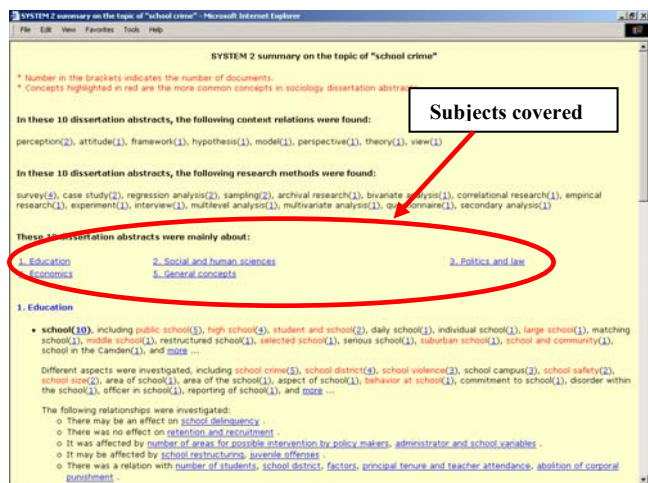 SYSTEM 2 summary on the topic of "school crime" - Microsoft Internet Explorer
File Edit View Favorites Tools Help
SYSTEM 2 summary on the topic of "school crime"
* Number in the brackets indicates the number of documents.
* Concepts highlighted in red are the more common concepts in sociology dissertation
Subjects covered
In these 10 dissertation abstracts, the following context relations were found:
perception(2), attitude(1), framework(1), hypothesis(1), model(1), perspective(1), theory(1), view(1)
In these 10 dissertation abstracts, the following research methods were found:
survey(4), case study(2), regression analysis(2), sampling(2), archival research(1), bivariate analysis(1), correlational research(1), empirical
research(1), experiment(1), interview(1), multilevel analysis(1), multivariate analysis(1), questionnaire(1), secondary analysis(1)
These 10 dissertation abstracts were mainly about:
1. Education 2. Social and human sciences 3. Politics and law
4. Economics 5. General concepts
1. Education
• school(10), including public school(5), high school(4), student and school(2), daily school(1), individual school(1), large school(1), matching
school(1), middle school(1), restructured school(1), selected school(1), serious school(1), suburban school(1), school and community(1),
school in the Camden(1), and more ...
Different aspects were investigated, including school crime(5), school district(4), school violence(3), school campus(2), school safety(2),
school size(2), area of school(1), area of the school(1), aspect of school(1), behavior at school(1), commitment to school(1), disorder within
the school(1), officer in school(1), reporting of school(1), and more ...
The following relationships were investigated:
o There may be an effect on school delinquency .
o There was no effect on retention and recruitment .
o It was affected by number of areas for possible intervention by policy makers, administrator and school variables .
o It may be affected by school restructuring, juvenile offenses .
o There was a relation with number of students, school district, factors, principal tenure and teacher attendance, abolition of corporal
punishment .